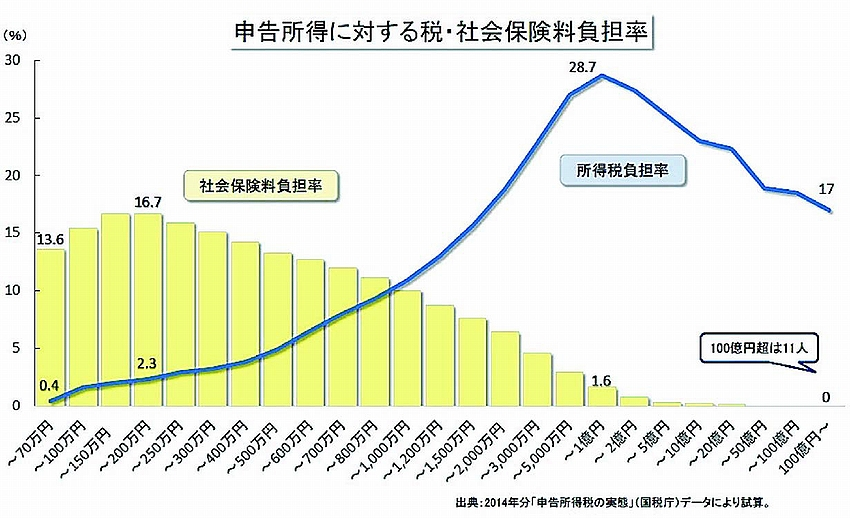 申告所得に対する税・社会保険料負担率
(%)
30
25
20
15
10
5
0
28.7
所得税負担率
社会保険料負担率
17
16.7
13.6
2.3
0.4
1.6
100億円超は11人
0
～70万円
～100万円
～150万円
～200万円
～250万円
～300万円
～400万円
～500万円
～600万円
～700万円
～800万円
～1,000万円
～1,200万円
～1,500万円
～2,000万円
～3,000万円
～5,000万円
～1億円
～2億円
～5億円
～10億円
～20億円
～50億円
～100億円
100億円～
出典：2014年分「申告所得税の実態」（国税庁）データにより試算。